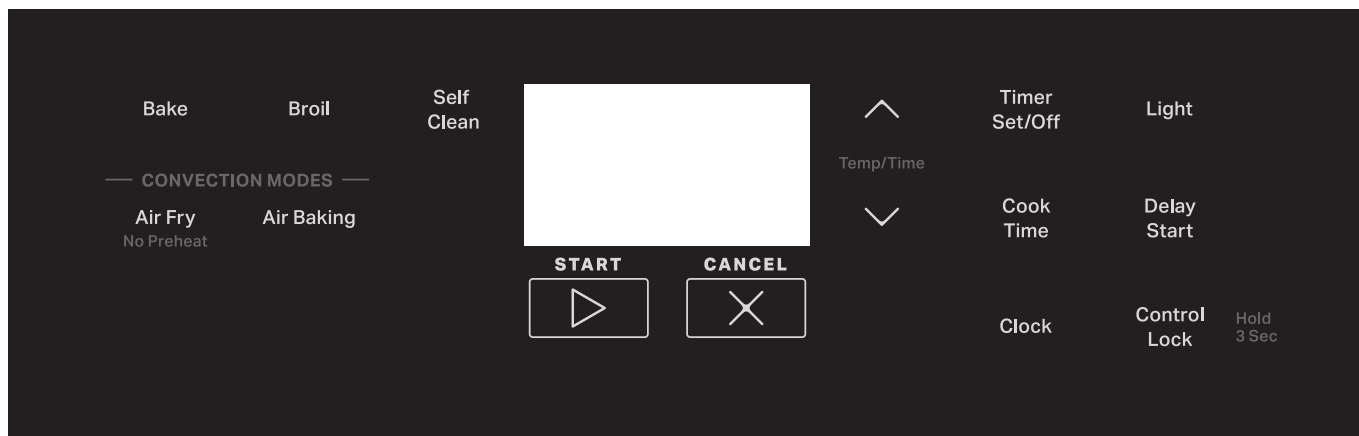 Bake
Broil
Self
Clean
Timer
Set/Off
Light
Temp/Time
CONVECTION MODES
Air Fry
No Preheat
Air Baking
Cook
Time
Delay
Start
START
CANCEL
Clock
Control
Lock
Hold
3 Sec